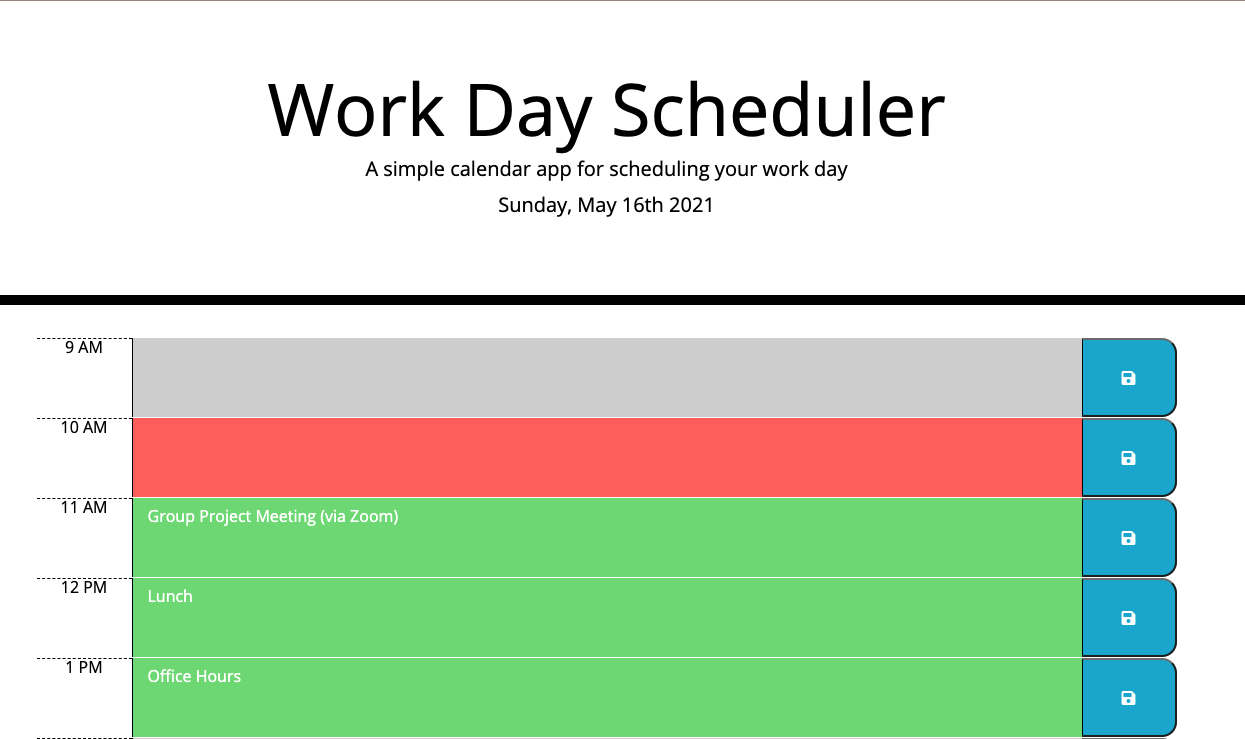 Work Day Scheduler
A simple calendar app for scheduling your work day
Sunday, May 16th 2021
9 AM
10 AM
11 AM
Group Project Meeting (via Zoom)
12 PM
Lunch
1 PM
Office Hours